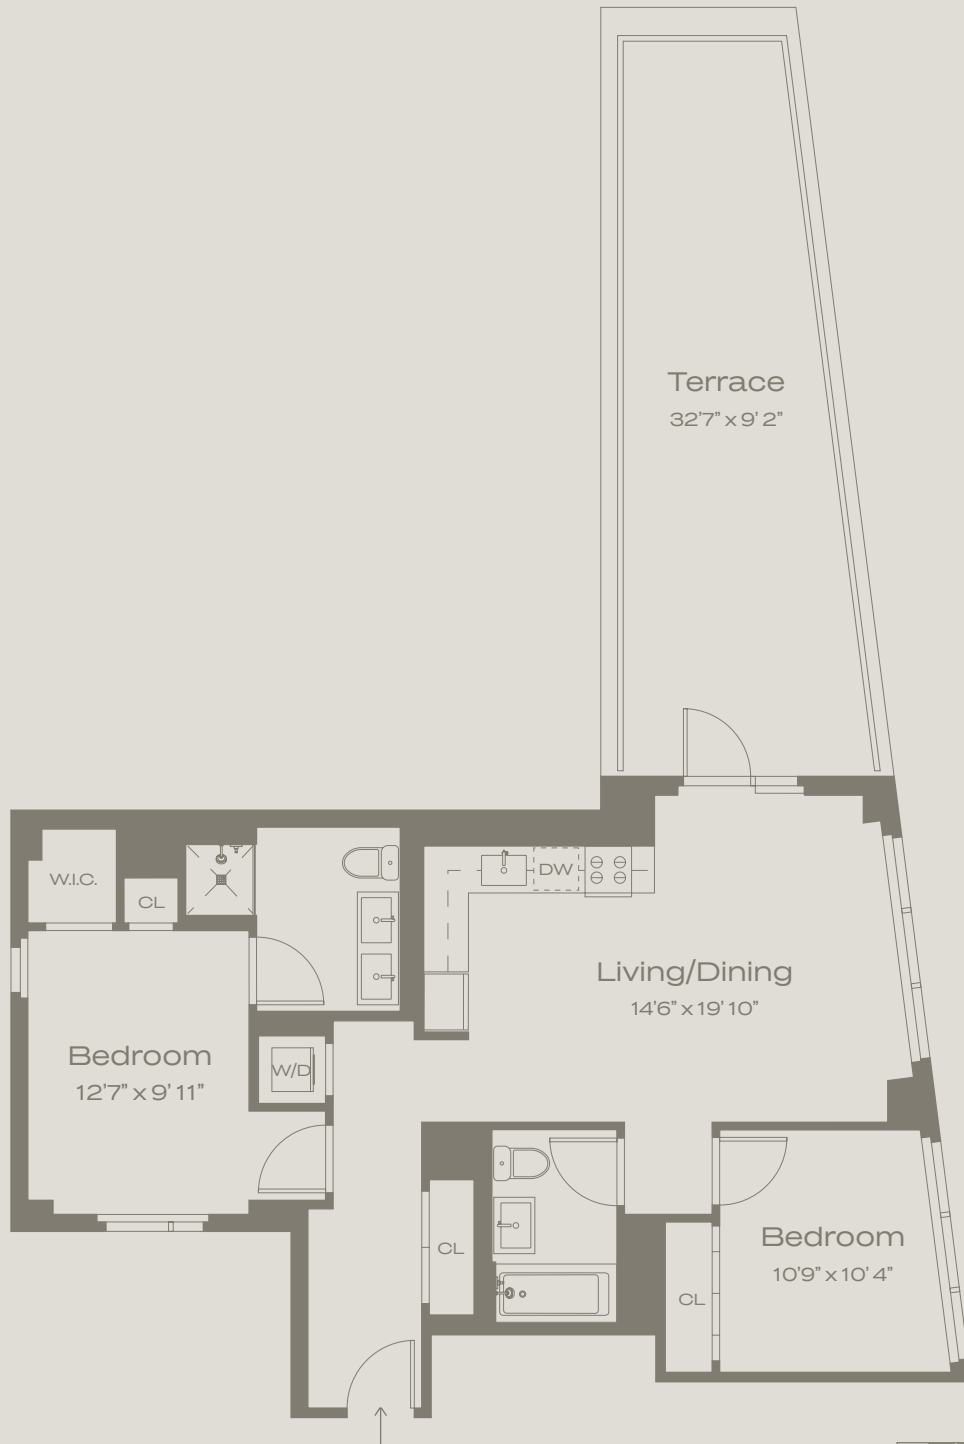 Terrace
32'7" x 9' 2"
W.I.C.
CL
DW
Living/Dining
14'6" x 19' 10"
Bedroom
12'7" x 9' 11"
W/D
CL
Bedroom
10'9" x 10' 4"
CL